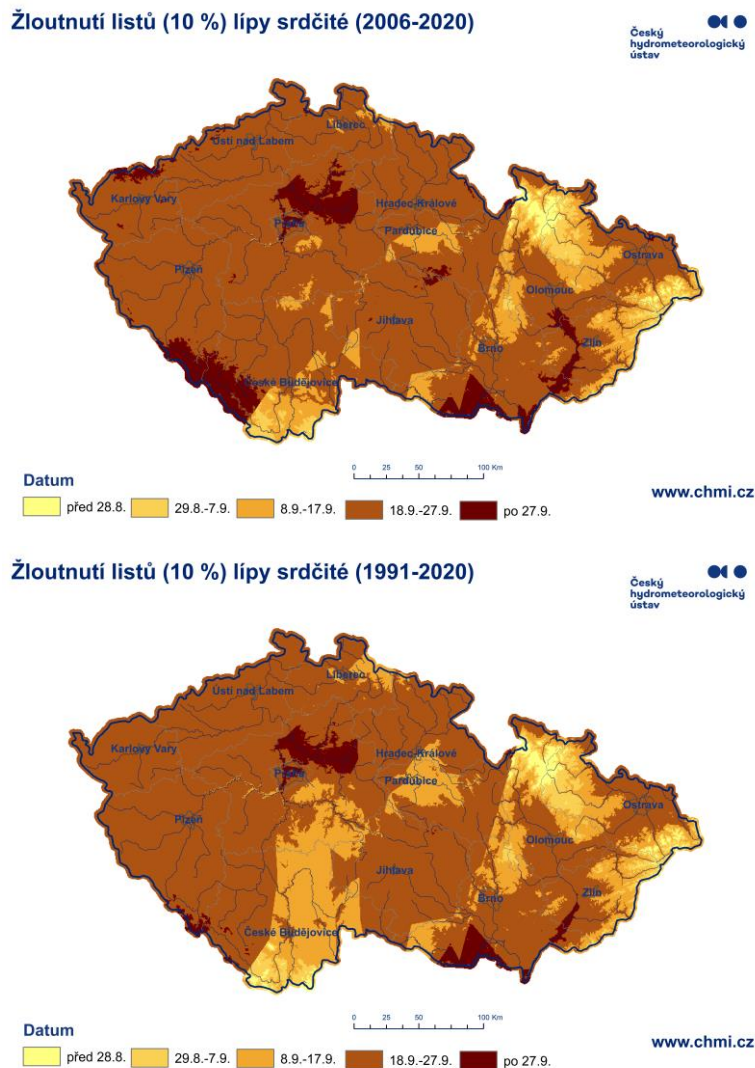 Žloutnutí listů (10 %) lípy srdčité (2006-2020)
Český
hydrometeorologický
ústav
Liberec
Ústí nad Labem
Karlovy Vary
Hradec Králové
Praha
Pardubice
Plzeň
Ostrava
Olomouc
Jihlava
Brno
Zlín
České Budějovice
Datum
0 25 50 100 Km
www.chmi.cz
před 28.8. 29.8.-7.9. 8.9.-17.9. 18.9.-27.9. po 27.9.
Žloutnutí listů (10 %) lípy srdčité (1991-2020)
Český
hydrometeorologický
ústav
Liberec
Ústí nad Labem
Karlovy Vary
Hradec Králové
Praha
Pardubice
Plzeň
Ostrava
Olomouc
Jihlava
Brno
Zlín
České Budějovice
Datum
0 25 50 100 Km
www.chmi.cz
před 28.8. 29.8.-7.9. 8.9.-17.9. 18.9.-27.9. po 27.9.